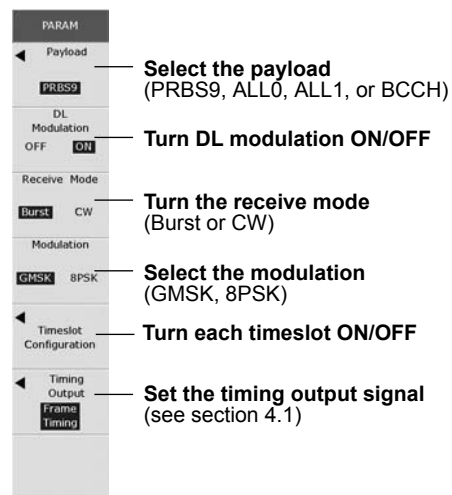 PARAM
◀ Payload
PRBS9
Select the payload
(PRBS9, ALL0, ALL1, or BCCH)
DL
Modulation
OFF ON
Turn DL modulation ON/OFF
Receive Mode
Burst CW
Turn the receive mode
(Burst or CW)
Modulation
GMSK 8PSK
Select the modulation
(GMSK, 8PSK)
◀
Timeslot
Configuration
Turn each timeslot ON/OFF
◀ Timing
Output
Frame
Timing
Set the timing output signal
(see section 4.1)